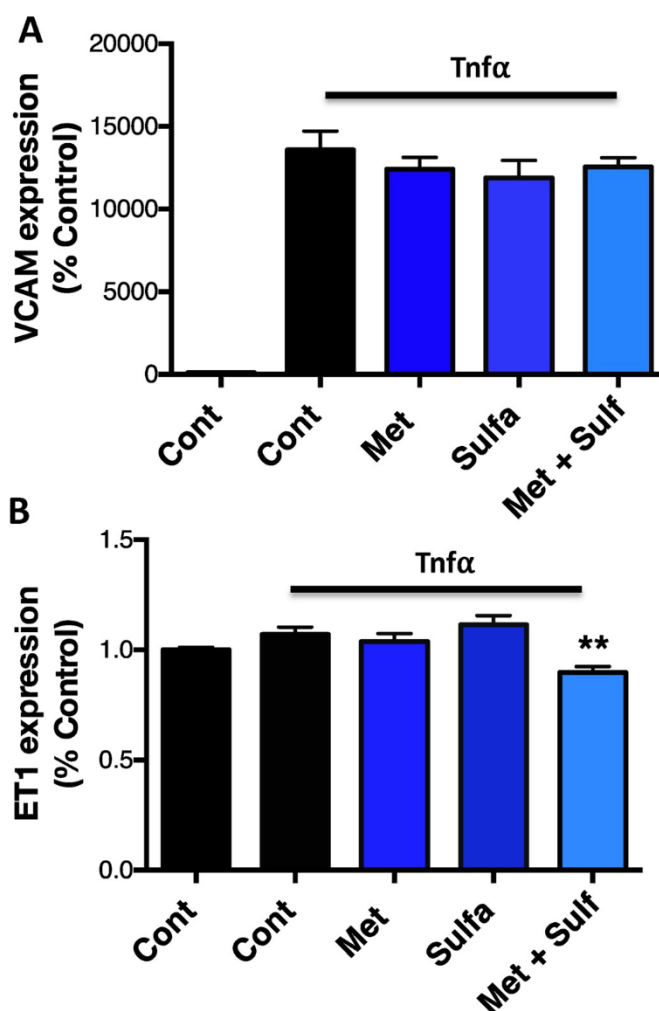 A
20000
Tnfα
15000
10000
5000
0
VCAM expression
(% Control)
Cont
Cont
Met
Sulfa
Met + Sulf
B
1.5
Tnfα
1.0
**
0.5
0.0
ET1 expression
(% Control)
Cont
Cont
Met
Sulfa
Met + Sulf